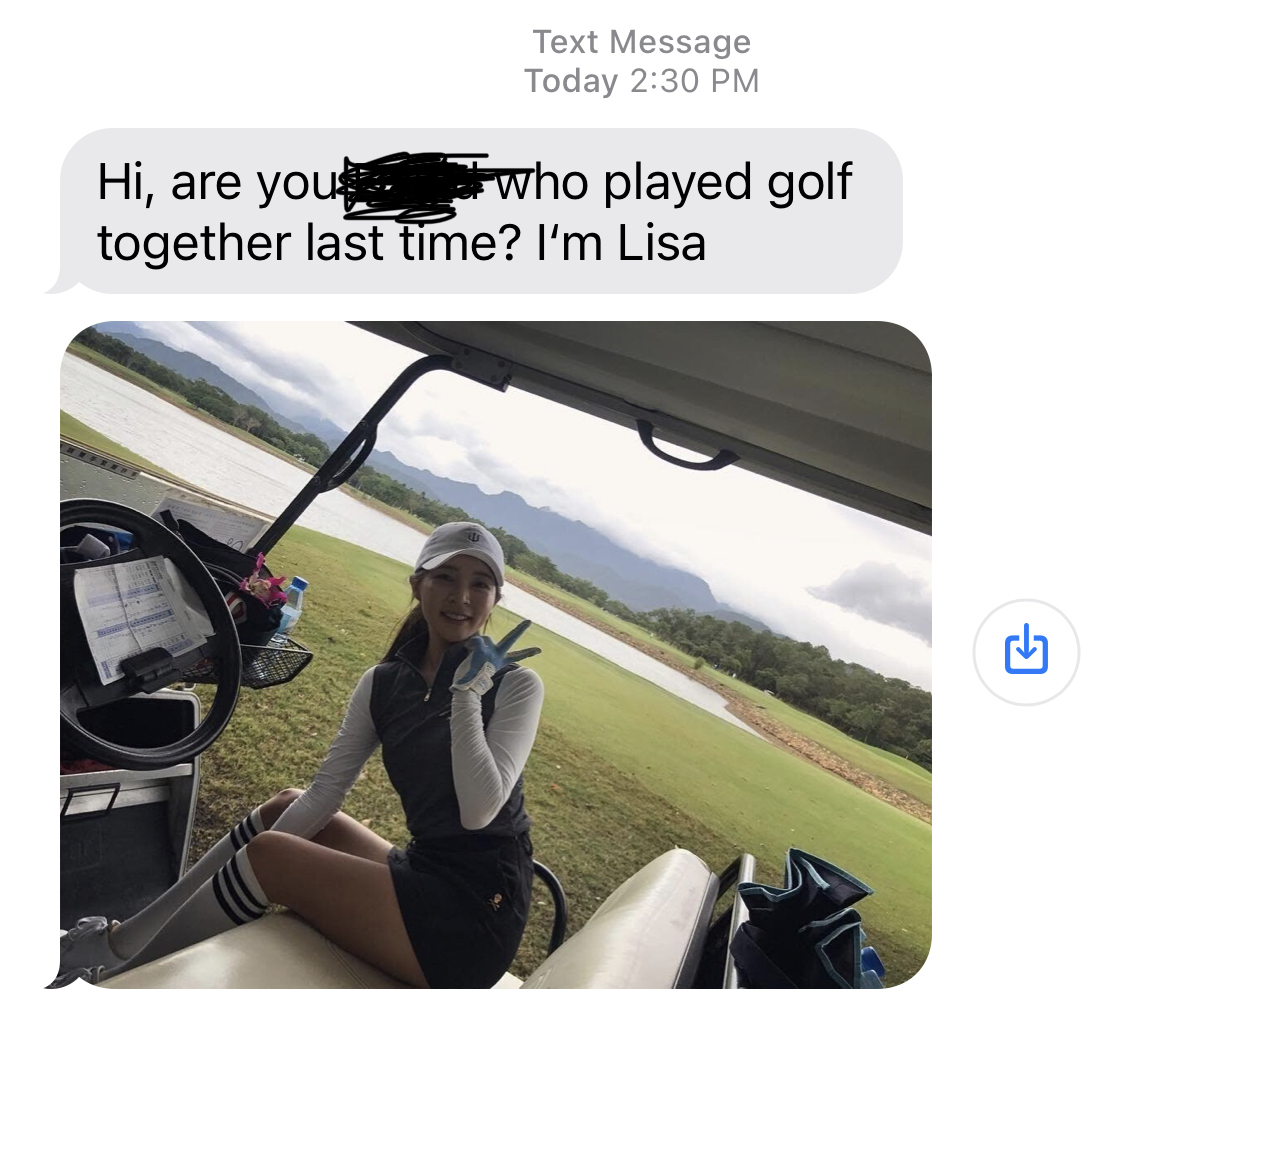 Text Message
Today 2:30 PM
Hi, are you who played golf
together last time? I‘m Lisa